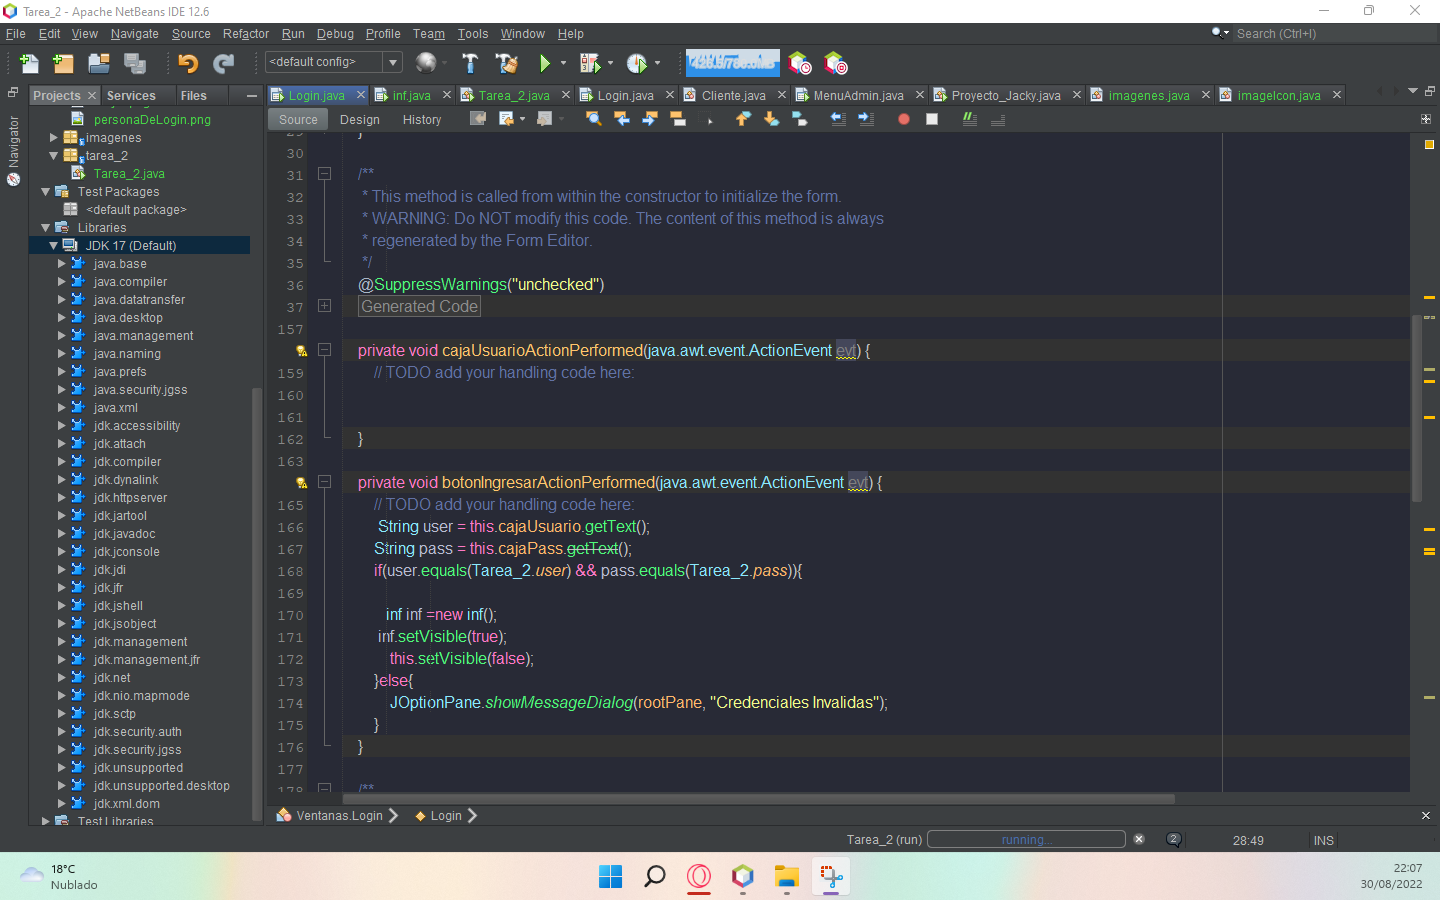 Tarea_2 - Apache NetBeans IDE 12.6
File Edit View Navigate Source Refactor Run Debug Profile Team Tools Window Help
Search (Ctrl+I)
<default config>
Projects Services Files
Login.java inf.java Tarea_2.java Login.java Cliente.java MenuAdmin.java Proyecto_Jacky.java imagenes.java imageIcon.java
Source Design History
Navigator
personaDeLogin.png
imagenes
tarea_2
Tarea_2.java
Test Packages
<default package>
Libraries
JDK 17 (Default)
java.base
java.compiler
java.datatransfer
java.desktop
java.management
java.naming
java.prefs
java.security.jgss
java.xml
jdk.accessibility
jdk.attach
jdk.compiler
jdk.dynalink
jdk.httpserver
jdk.jartool
jdk.javadoc
jdk.jconsole
jdk.jdi
jdk.jfr
jdk.jshell
jdk.jsobject
jdk.management
jdk.management.jfr
jdk.net
jdk.nio.mapmode
jdk.sctp
jdk.security.auth
jdk.security.jgss
jdk.unsupported
jdk.unsupported.desktop
jdk.xml.dom
Test Libraries
29 }
30
31 /**
32 * This method is called from within the constructor to initialize the form.
33 * WARNING: Do NOT modify this code. The content of this method is always
34 * regenerated by the Form Editor.
35 */
36 @SuppressWarnings("unchecked")
37 Generated Code
157
private void cajaUsuarioActionPerformed(java.awt.event.ActionEvent evt) {
159 // TODO add your handling code here:
160
161
162 }
163
private void botonIngresarActionPerformed(java.awt.event.ActionEvent evt) {
165 // TODO add your handling code here:
166 String user = this.cajaUsuario.getText();
167 String pass = this.cajaPass.getText();
168 if(user.equals(Tarea_2.user) && pass.equals(Tarea_2.pass)){
169
170 inf inf =new inf();
171 inf.setVisible(true);
172 this.setVisible(false);
173 }else{
174 JOptionPane.showMessageDialog(rootPane, "Credenciales Invalidas");
175 }
176 }
177
178 /**
Ventanas.Login Login
Tarea_2 (run) running... 2 28:49 INS
18°C
Nublado
22:07
30/08/2022